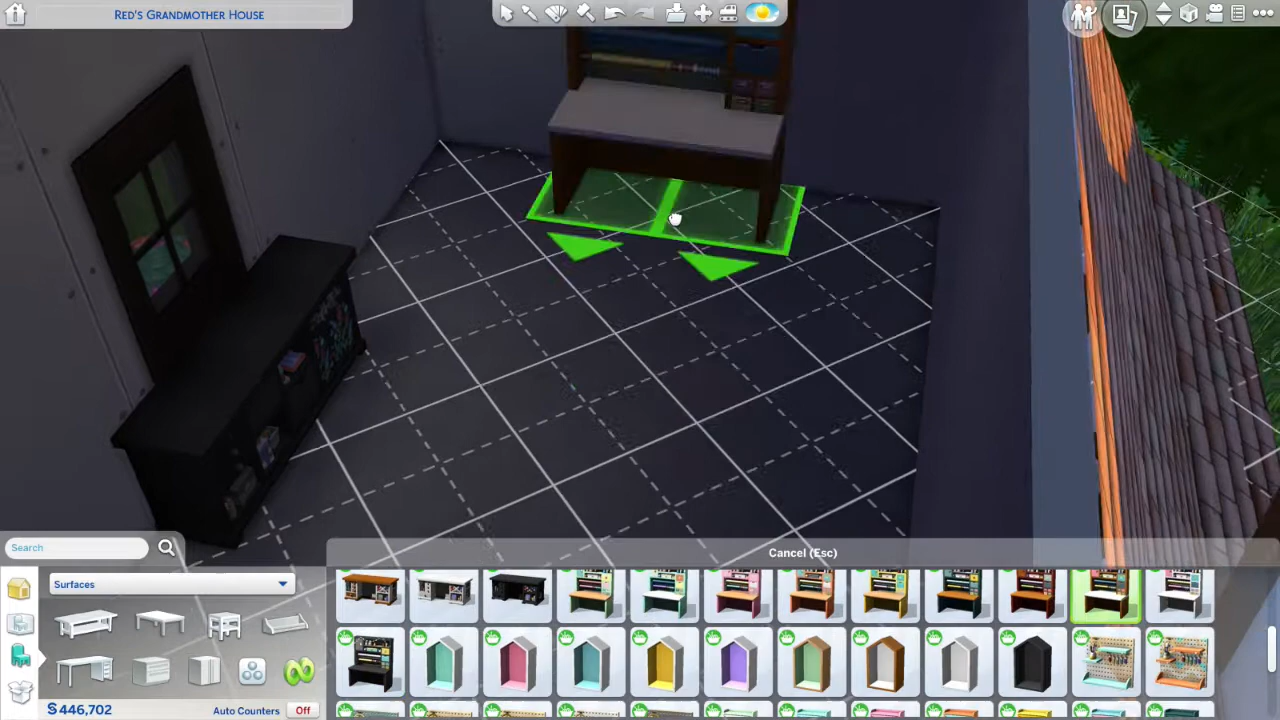 RED'S GRANDMOTHER HOUSE
Cancel (Esc)
Search
Surfaces
S 446,702
Auto Counters
Off